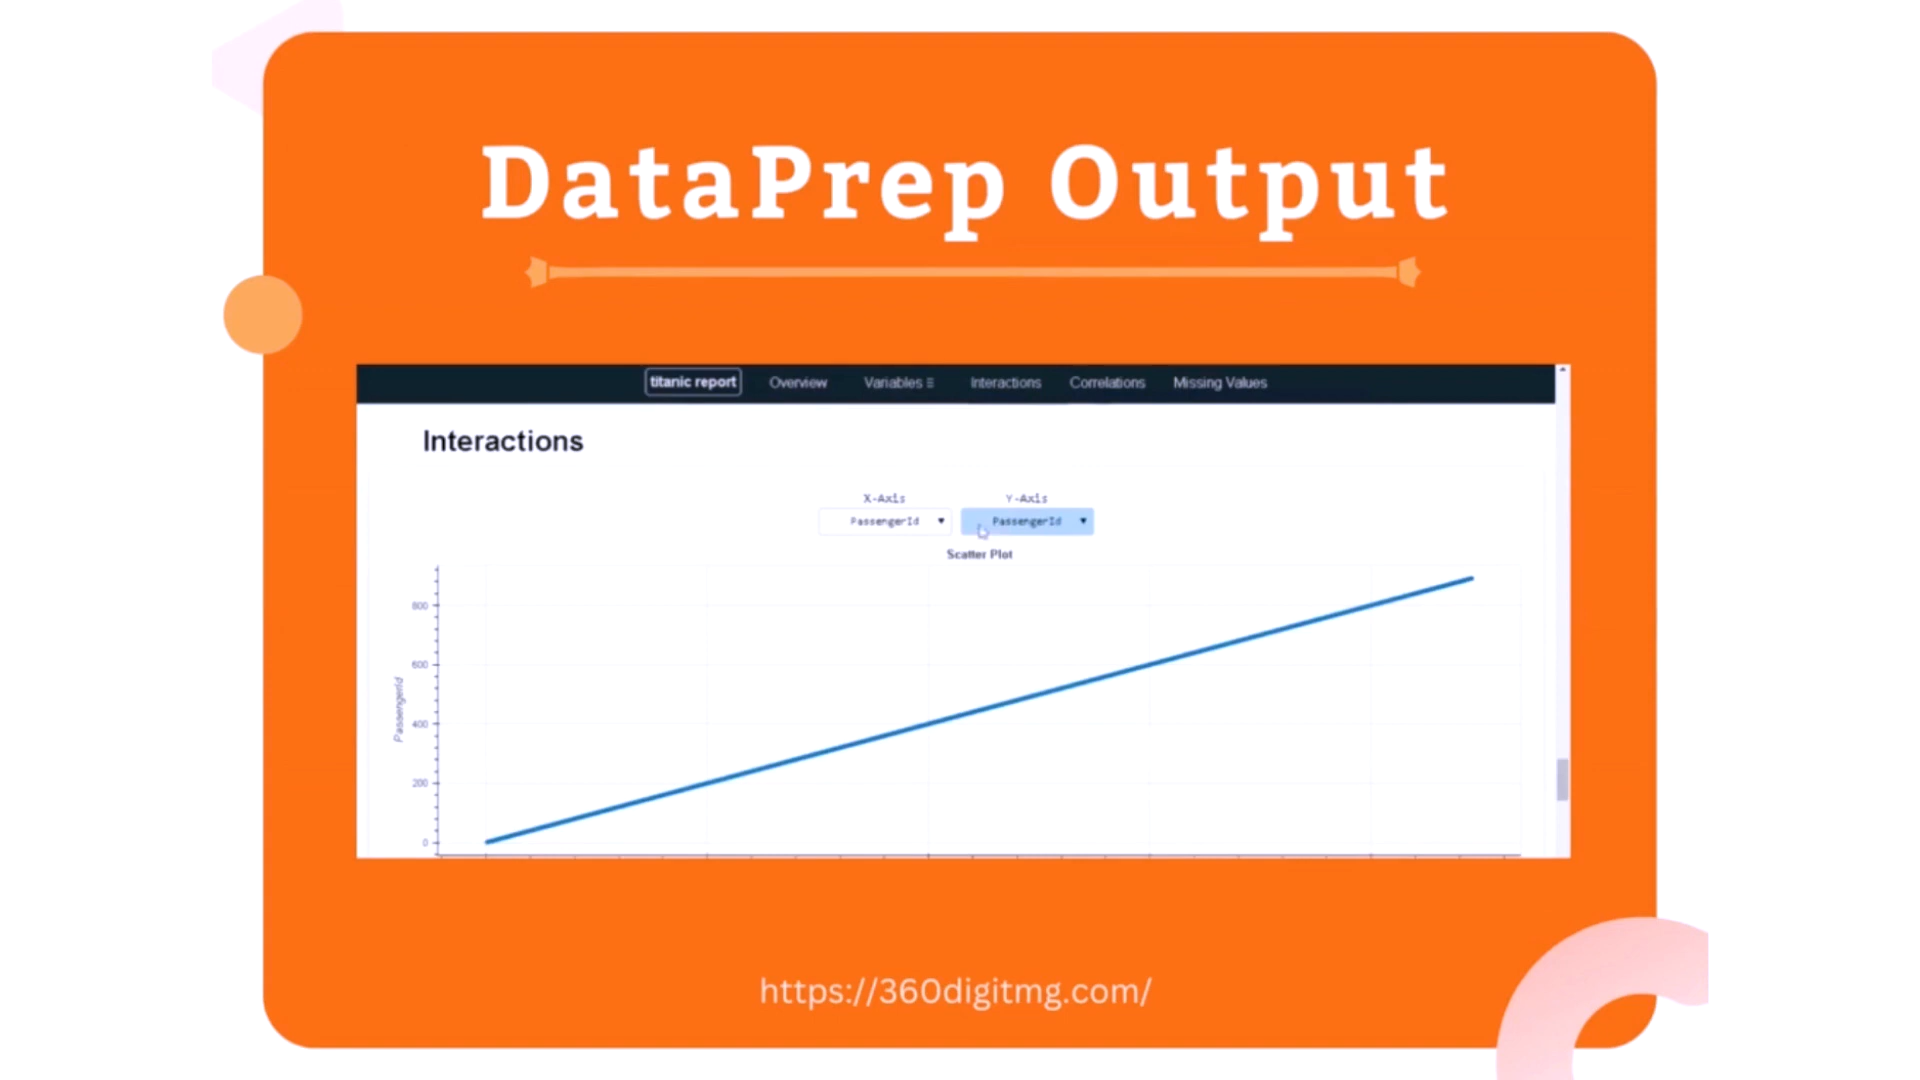 DataPrep Output
titanic report Overview Variables ☰ Interactions Correlations Missing Values
Interactions
X-Axis Y-Axis
PassengerId ▼ PassengerId ▼
Scatter Plot
800
600
PassengerId
400
200
0
https://360digitmg.com/